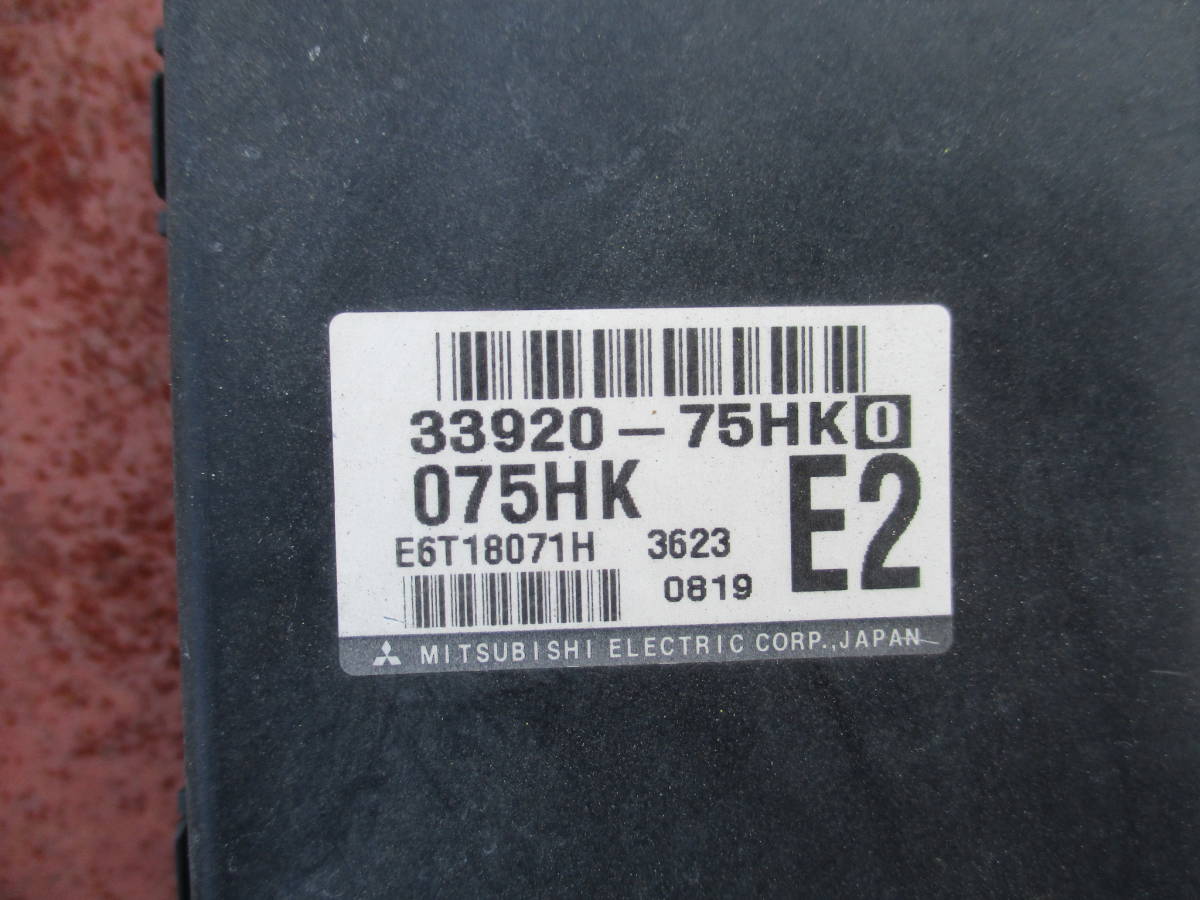 33920-75HK0
075HK
E2
E6T18071H 3623
0819
MITSUBISHI ELECTRIC CORP.,JAPAN